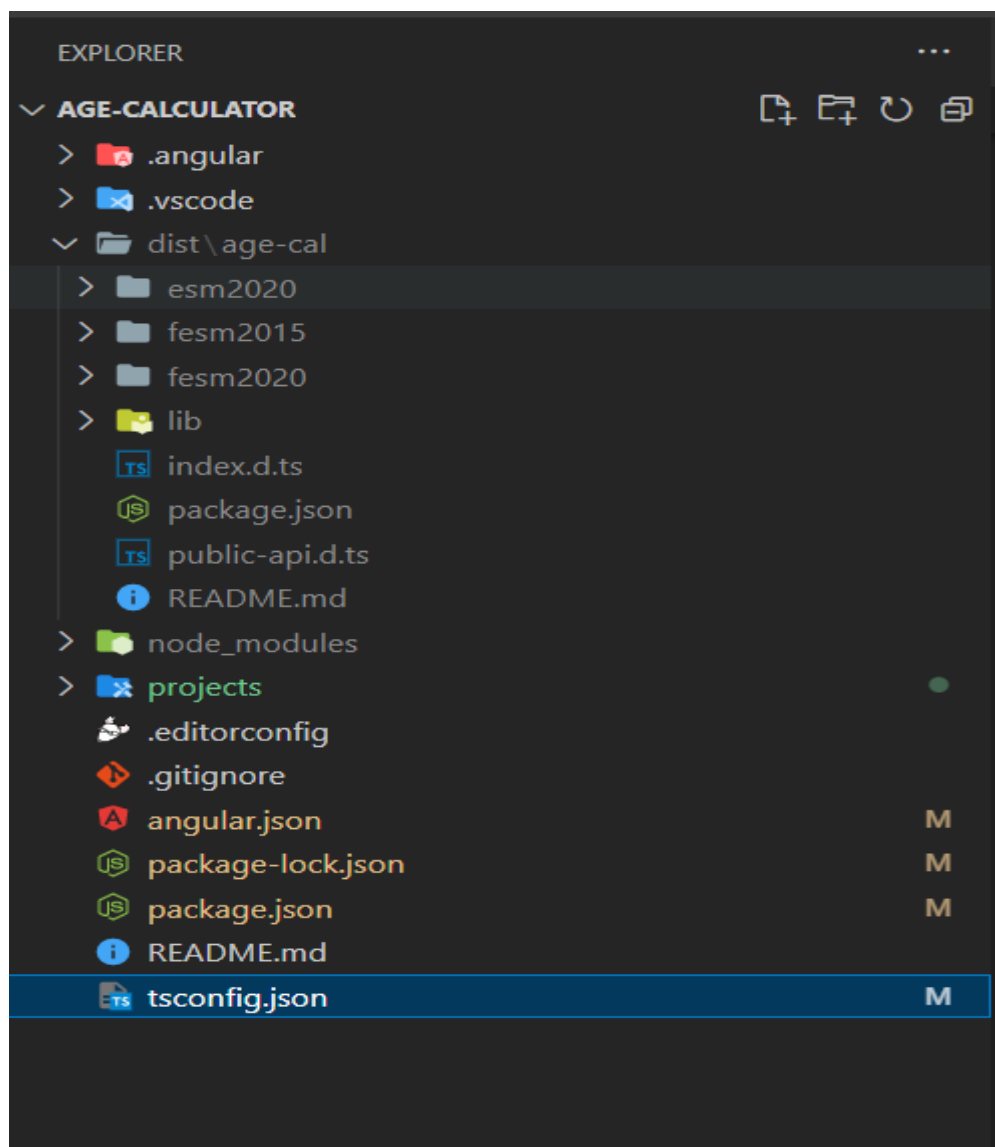 EXPLORER
AGE-CALCULATOR
.angular
.vscode
dist\age-cal
esm2020
fesm2015
fesm2020
lib
TS index.d.ts
JS package.json
TS public-api.d.ts
i README.md
node_modules
projects
.editorconfig
.gitignore
A angular.json M
JS package-lock.json M
JS package.json M
i README.md
TS tsconfig.json M